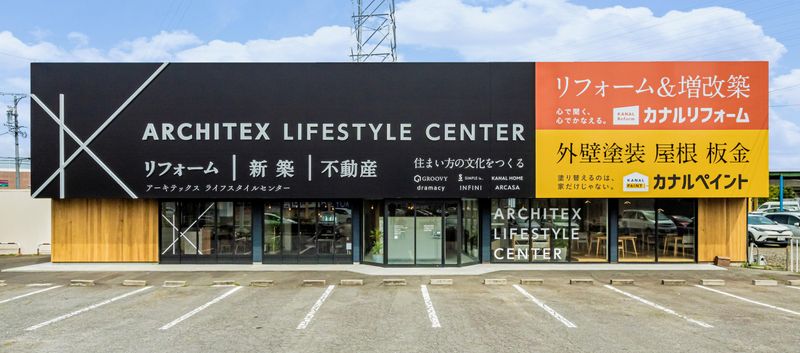 ARCHITEX LIFESTYLE CENTER
リフォーム | 新築 | 不動産
アーキテックス ライフスタイルセンター
住まい方の文化をつくる
GROOVY SIMPLE is. KANAL HOME
dramacy INFINI ARCASA
リフォーム&増改築
心で聞く、
心でかなえる。
KANAL
Reform
カナルリフォーム
外壁塗装 屋根 板金
塗り替えるのは、
家だけじゃない。
KANAL
PAINT
カナルペイント
ARCHITEX
LIFESTYLE
CENTER